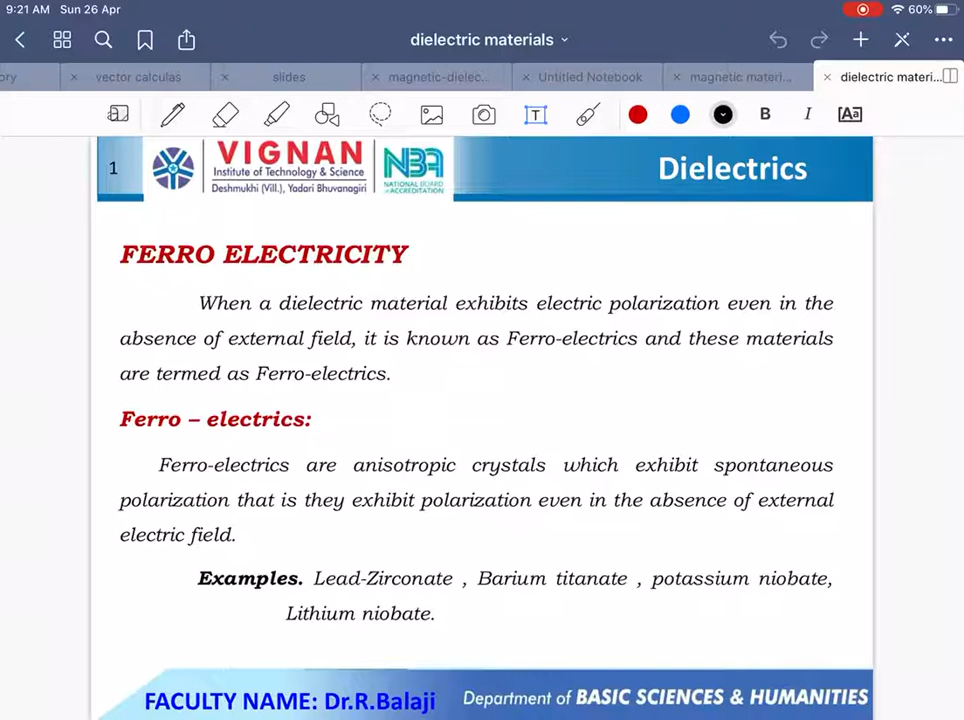 9:21 AM Sun 26 Apr
60%
dielectric materials
ory
vector calculas
slides
magnetic-dielec...
Untitled Notebook
magnetic materi...
dielectric materi...
T
B
I
Aa
1
VIGNAN
Institute of Technology & Science
Deshmukhi (Vill.), Yadari Bhuvanagiri
NBA
NATIONAL BOARD
of ACCREDITATION
Dielectrics
FERRO ELECTRICITY
When a dielectric material exhibits electric polarization even in the
absence of external field, it is known as Ferro-electrics and these materials
are termed as Ferro-electrics.
Ferro – electrics:
Ferro-electrics are anisotropic crystals which exhibit spontaneous
polarization that is they exhibit polarization even in the absence of external
electric field.
Examples. Lead-Zirconate , Barium titanate , potassium niobate,
Lithium niobate.
FACULTY NAME: Dr.R.Balaji
Department of BASIC SCIENCES & HUMANITIES